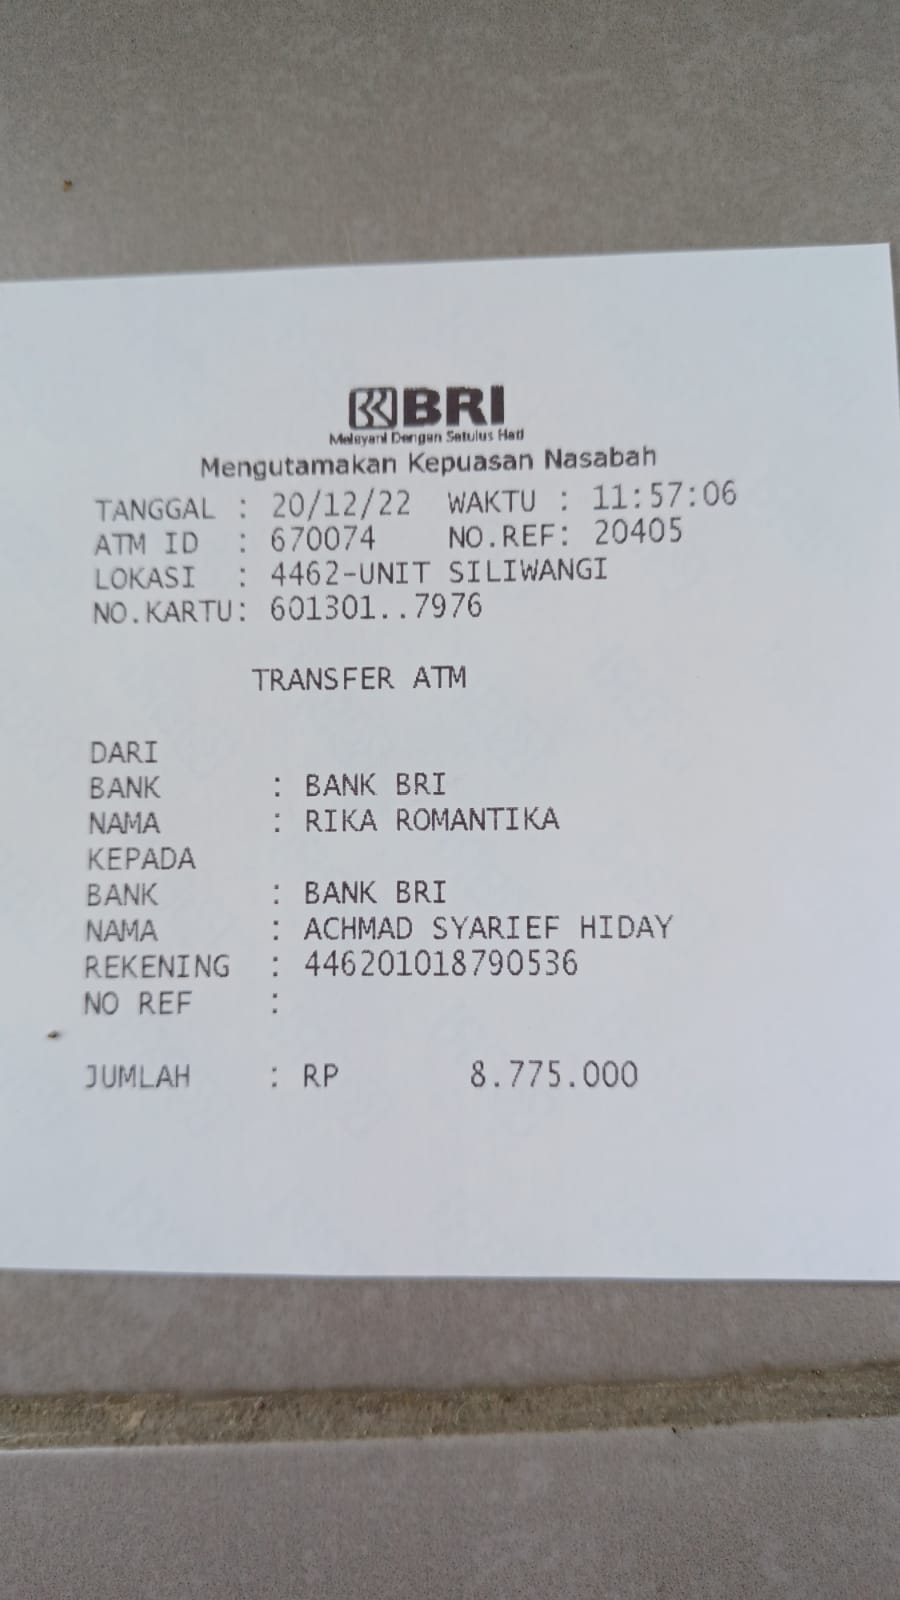 BRI
Melayani Dengan Setulus Hati
Mengutamakan Kepuasan Nasabah
TANGGAL : 20/12/22 WAKTU : 11:57:06
ATM ID : 670074 NO.REF: 20405
LOKASI : 4462-UNIT SILIWANGI
NO.KARTU: 601301..7976
TRANSFER ATM
DARI
BANK : BANK BRI
NAMA : RIKA ROMANTIKA
KEPADA
BANK : BANK BRI
NAMA : ACHMAD SYARIEF HIDAY
REKENING : 446201018790536
NO REF :
JUMLAH : RP 8.775.000